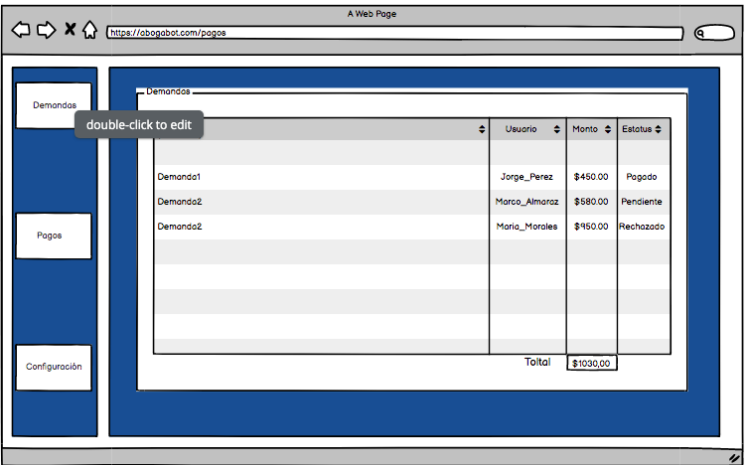 A Web Page
https://abogabot.com/pagos
Demandas
double-click to edit
Pagos
Configuración
Demandas
Usuario Monto Estatus
Demanda1 Jorge_Perez $450.00 Pagado
Demanda2 Marco_Almaraz $580.00 Pendiente
Demanda2 Maria_Morales $950.00 Rechazado
Toltal $1030,00